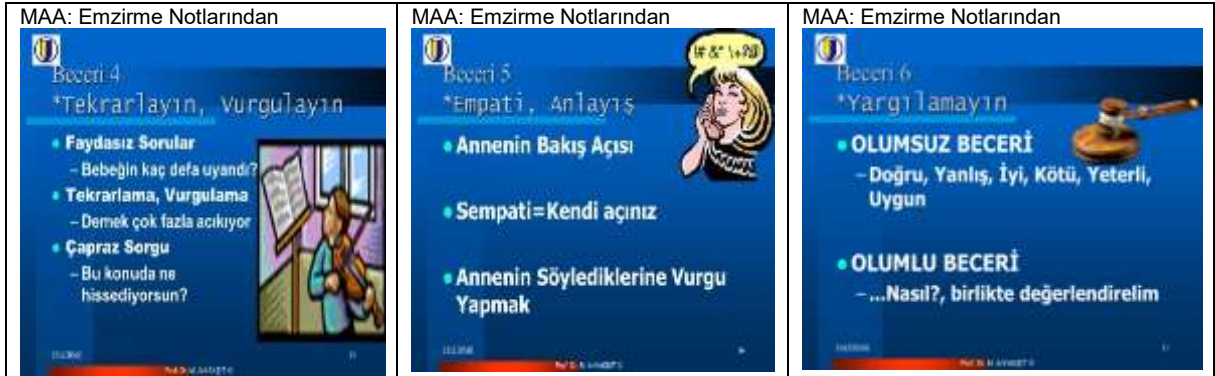 MAA: Emzirme Notlarından
Beceri 4
*Tekrarlayın, Vurgulayın
• Faydasız Sorular
– Bebeğin kaç defa uyandı?
• Tekrarlama, Vurgulama
– Demek çok fazla acıkıyor
• Çapraz Sorgu
– Bu konuda ne
hissediyorsun?
MAA: Emzirme Notlarından
!# &* \+?@
Beceri 5
*Empati, Anlayış
• Annenin Bakış Açısı
• Sempati=Kendi açınız
• Annenin Söylediklerine Vurgu
Yapmak
MAA: Emzirme Notlarından
Beceri 6
*Yargılamayın
• OLUMSUZ BECERİ
– Doğru, Yanlış, İyi, Kötü, Yeterli,
Uygun
• OLUMLU BECERİ
– ...Nasıl?, birlikte değerlendirelim